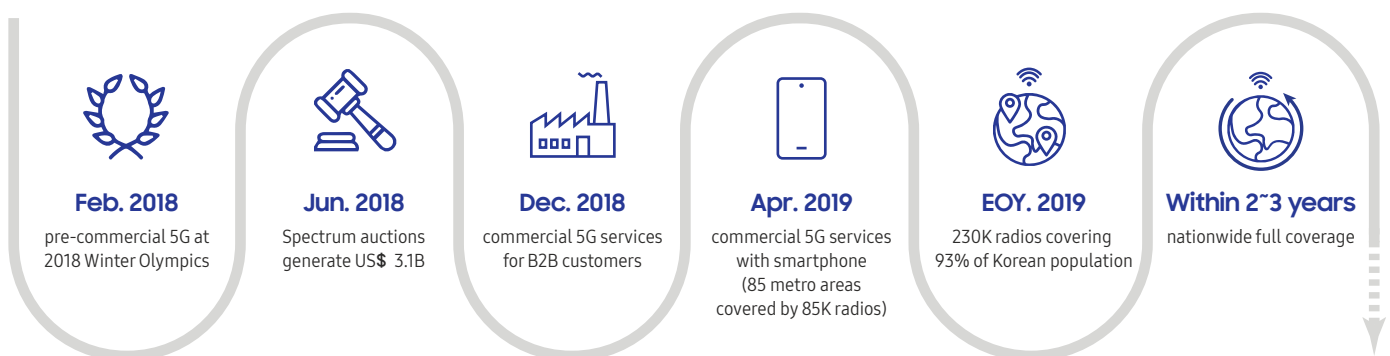 Feb. 2018
pre-commercial 5G at
2018 Winter Olympics
Jun. 2018
Spectrum auctions
generate US$ 3.1B
Dec. 2018
commercial 5G services
for B2B customers
Apr. 2019
commercial 5G services
with smartphone
(85 metro areas
covered by 85K radios)
EOY. 2019
230K radios covering
93% of Korean population
Within 2~3 years
nationwide full coverage